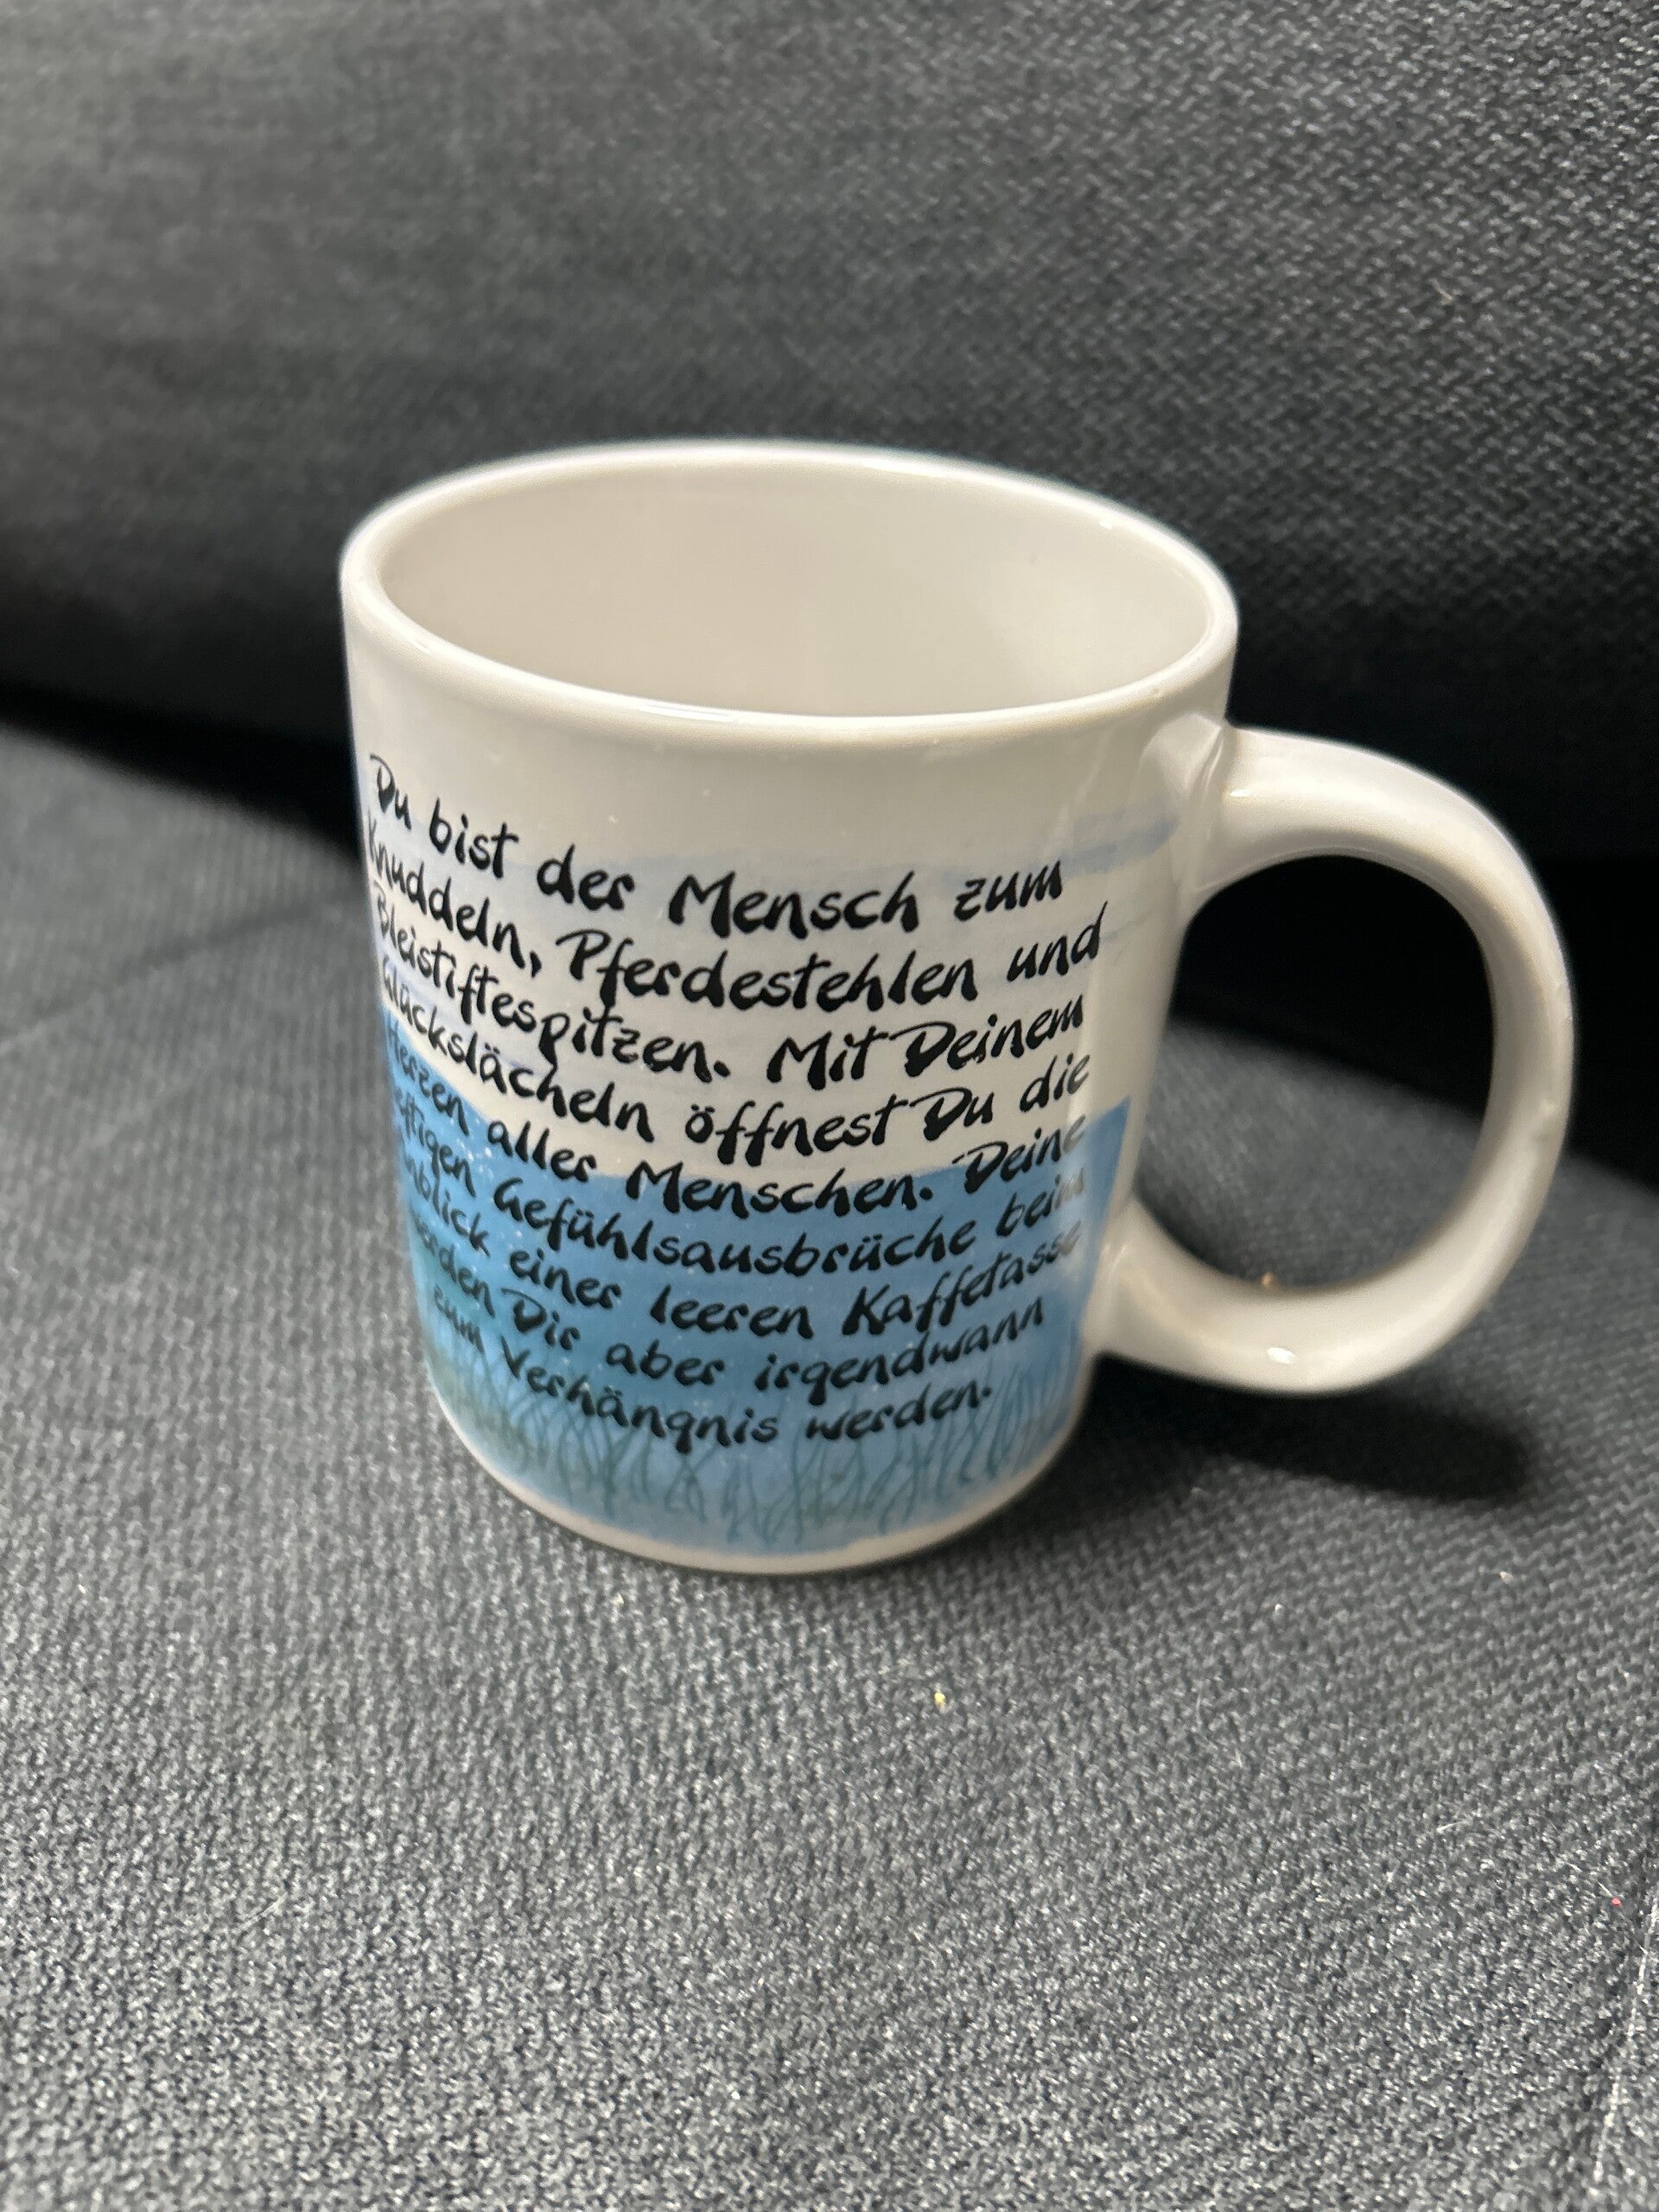 Du bist der Mensch zum
Knuddeln, Pferdestehlen und
Bleistiftespitzen. Mit Deinem
Glückslächeln öffnest Du die
Herzen aller Menschen. Deine
heftigen Gefühlsausbrüche beim
Anblick einer leeren Kaffetasse
werden Dir aber irgendwann
zum Verhängnis werden.